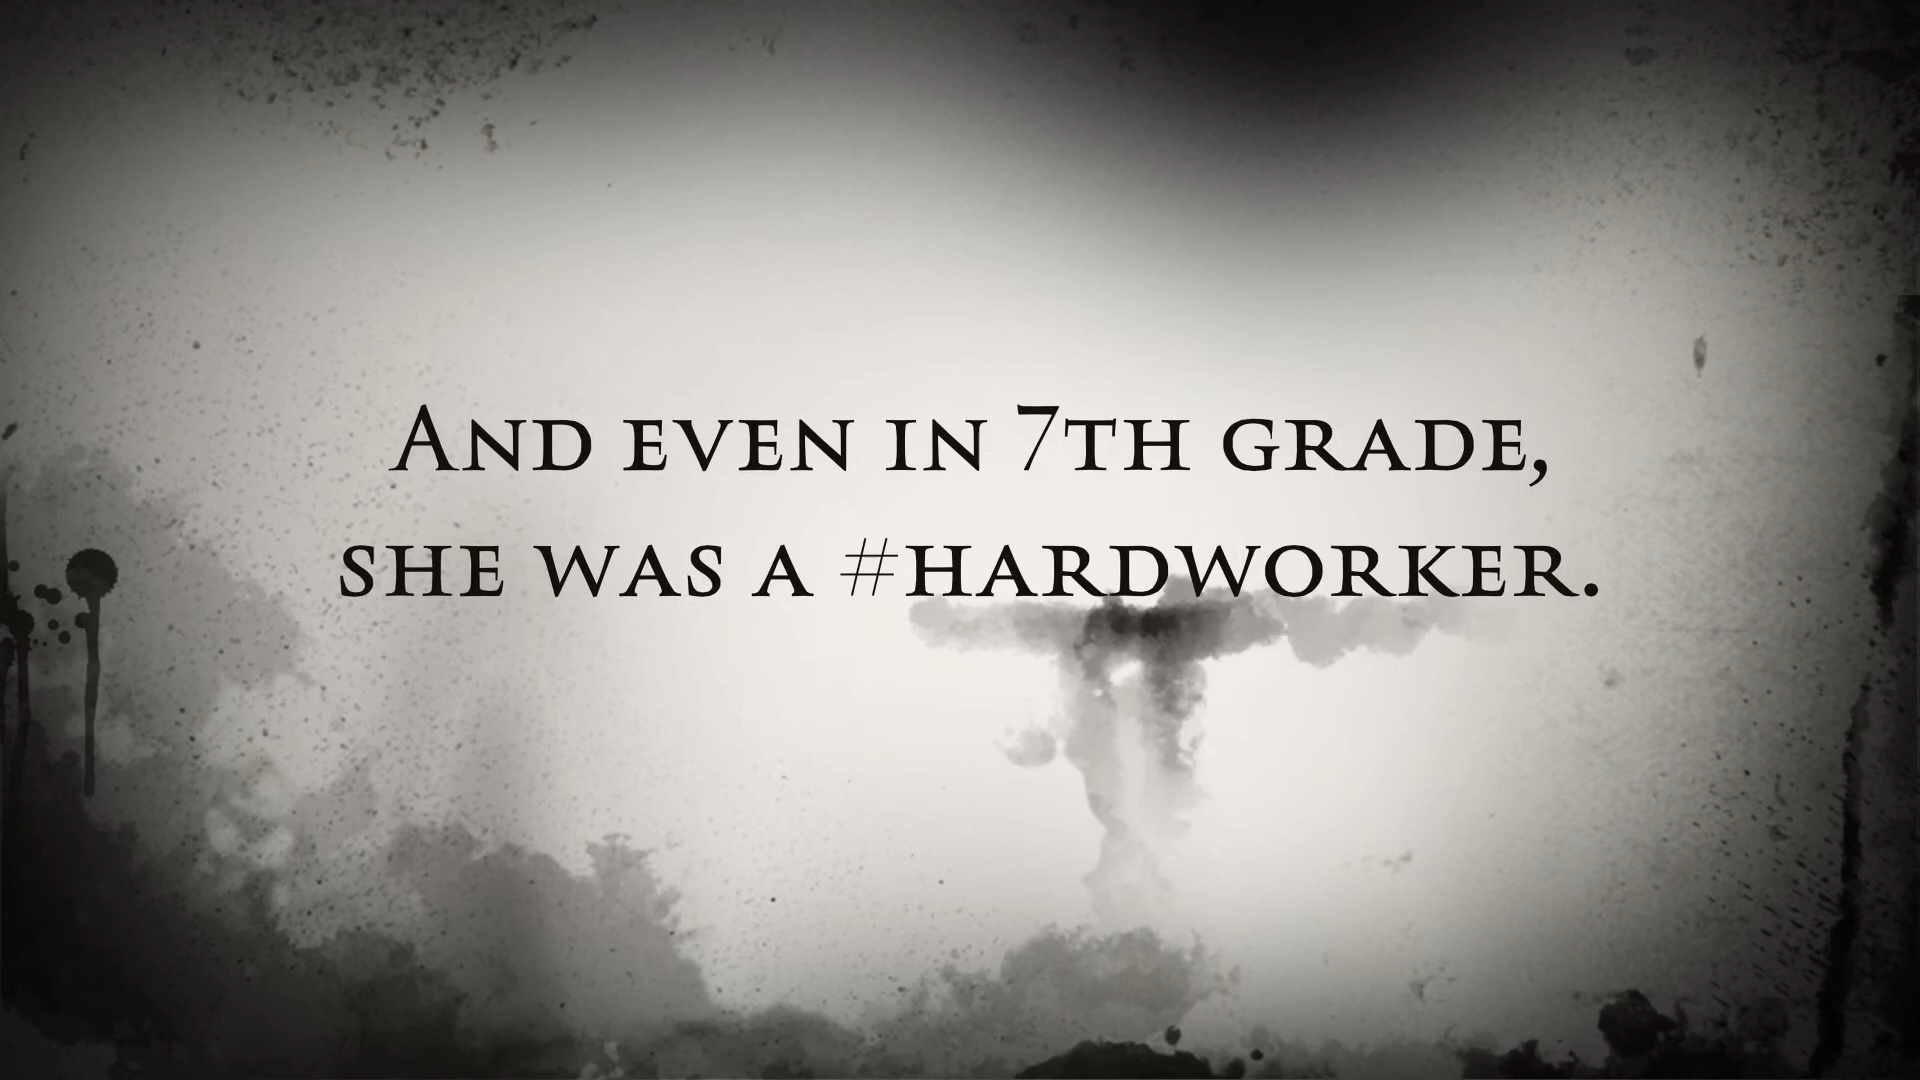 And even in 7th grade,
she was a #hardworker.